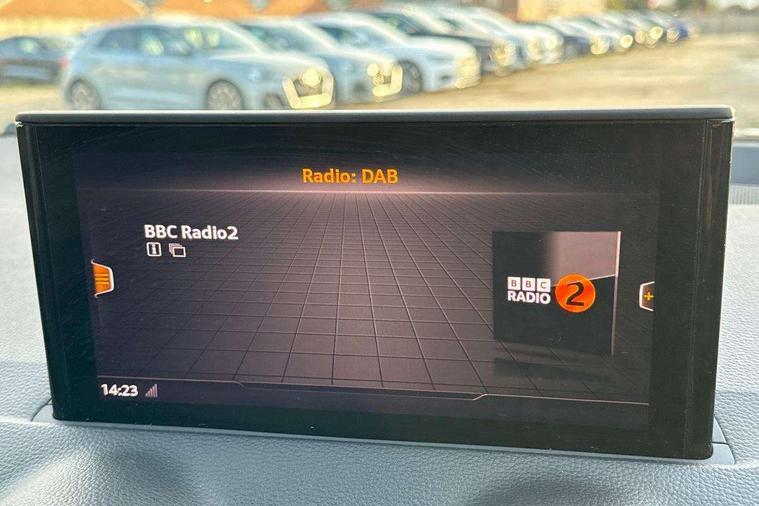 Radio: DAB
BBC Radio2
BBC
RADIO 2
14:23